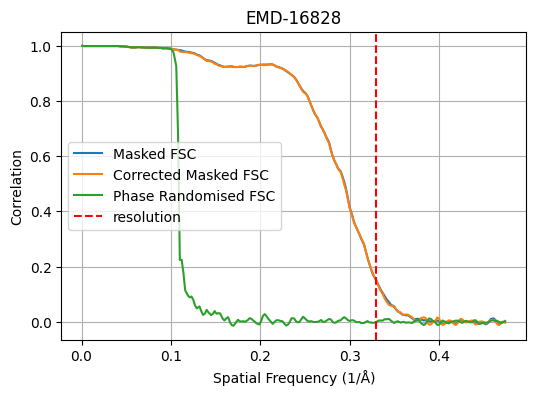 EMD-16828
1.0
0.8
0.6
0.4
0.2
0.0
Correlation
Masked FSC
Corrected Masked FSC
Phase Randomised FSC
resolution
0.0 0.1 0.2 0.3 0.4
Spatial Frequency (1/Å)